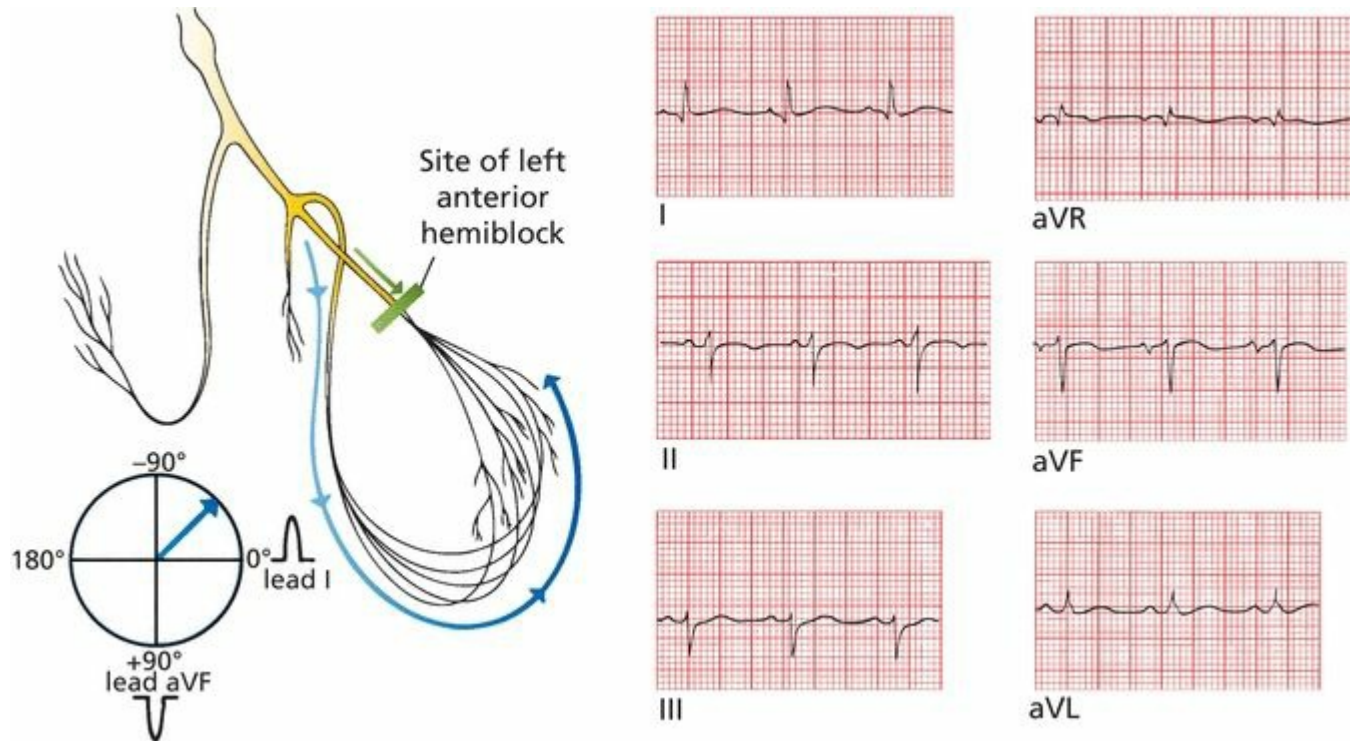 Site of left
anterior
hemiblock
–90°
180°
0°
lead I
+90°
lead aVF
I
aVR
II
aVF
III
aVL